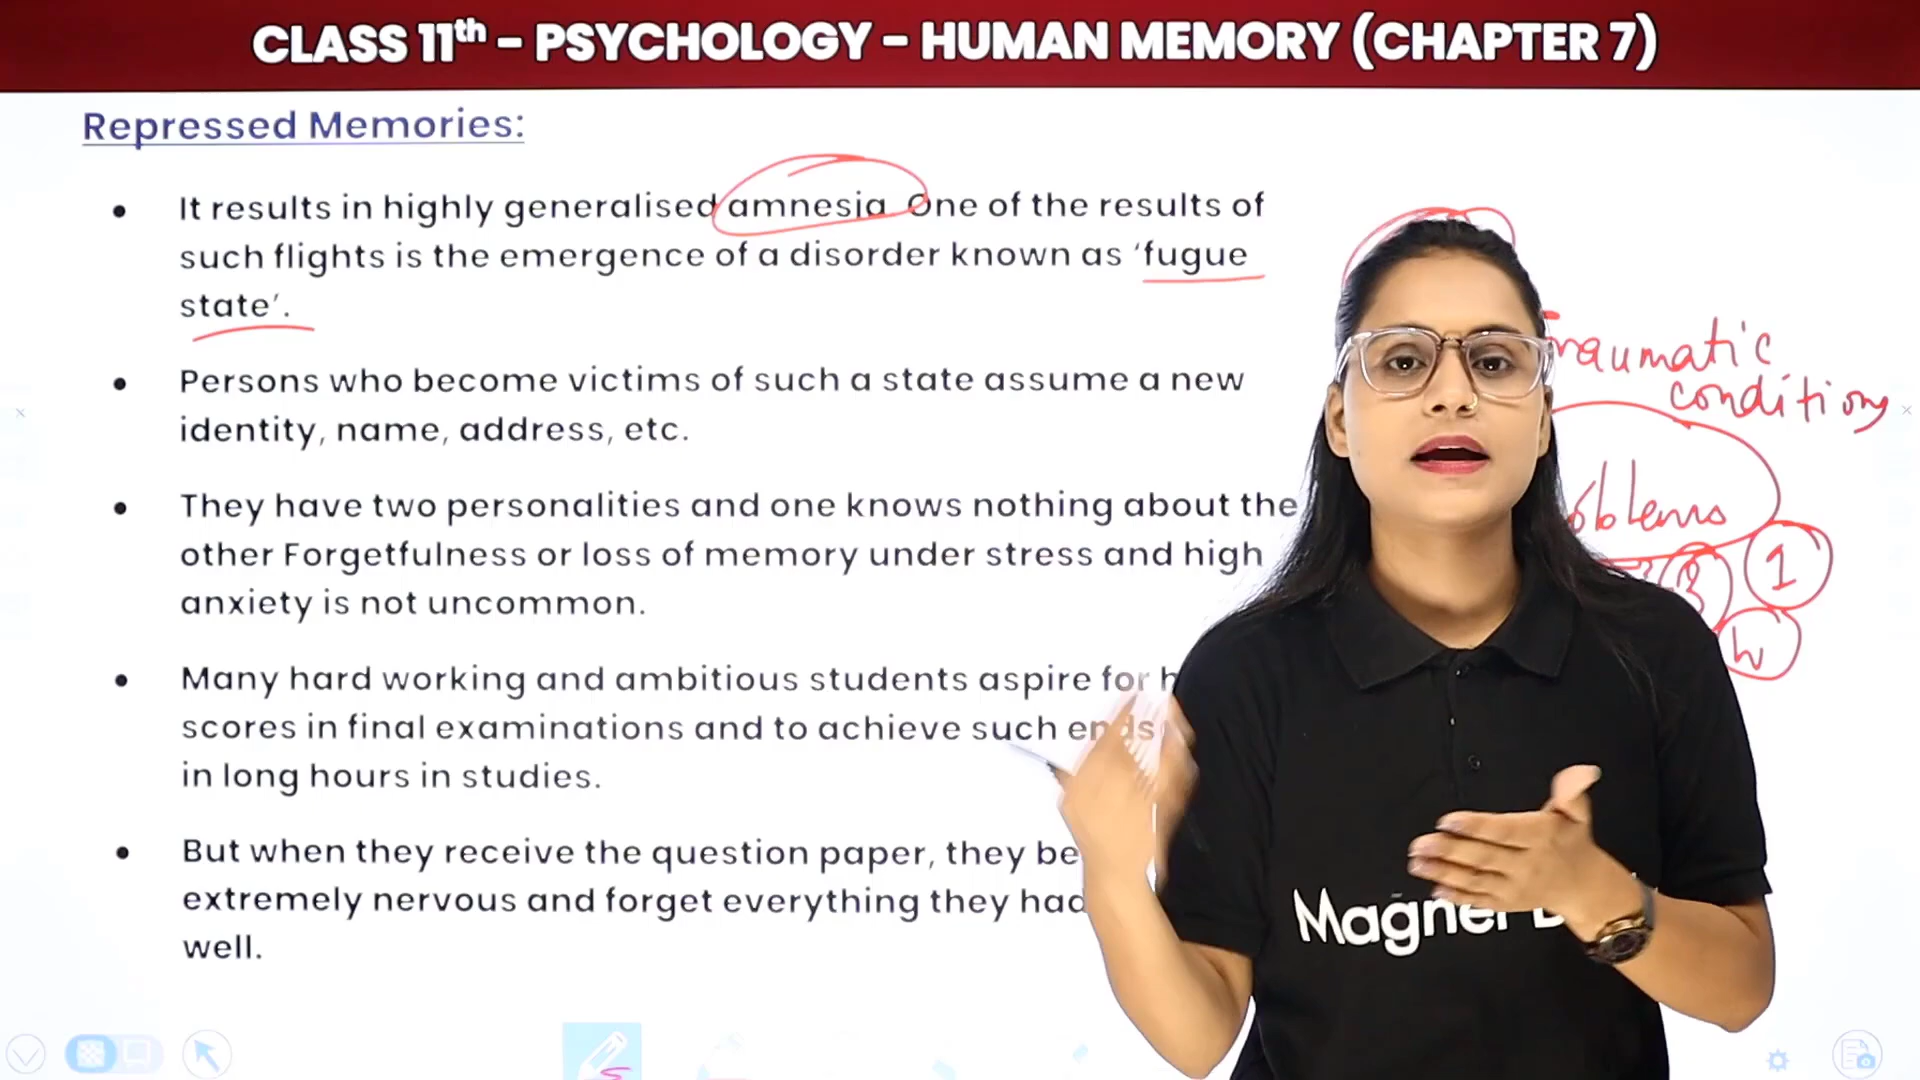 CLASS 11th - PSYCHOLOGY - HUMAN MEMORY (CHAPTER 7)
Repressed Memories:
• It results in highly generalised amnesia. One of the results of
such flights is the emergence of a disorder known as ‘fugue
state’.
• Persons who become victims of such a state assume a new
identity, name, address, etc.
• They have two personalities and one knows nothing about the
other Forgetfulness or loss of memory under stress and high
anxiety is not uncommon.
• Many hard working and ambitious students aspire for
scores in final examinations and to achieve such ends
in long hours in studies.
• But when they receive the question paper, they
extremely nervous and forget everything they had
well.
Traumatic
conditions
1
3